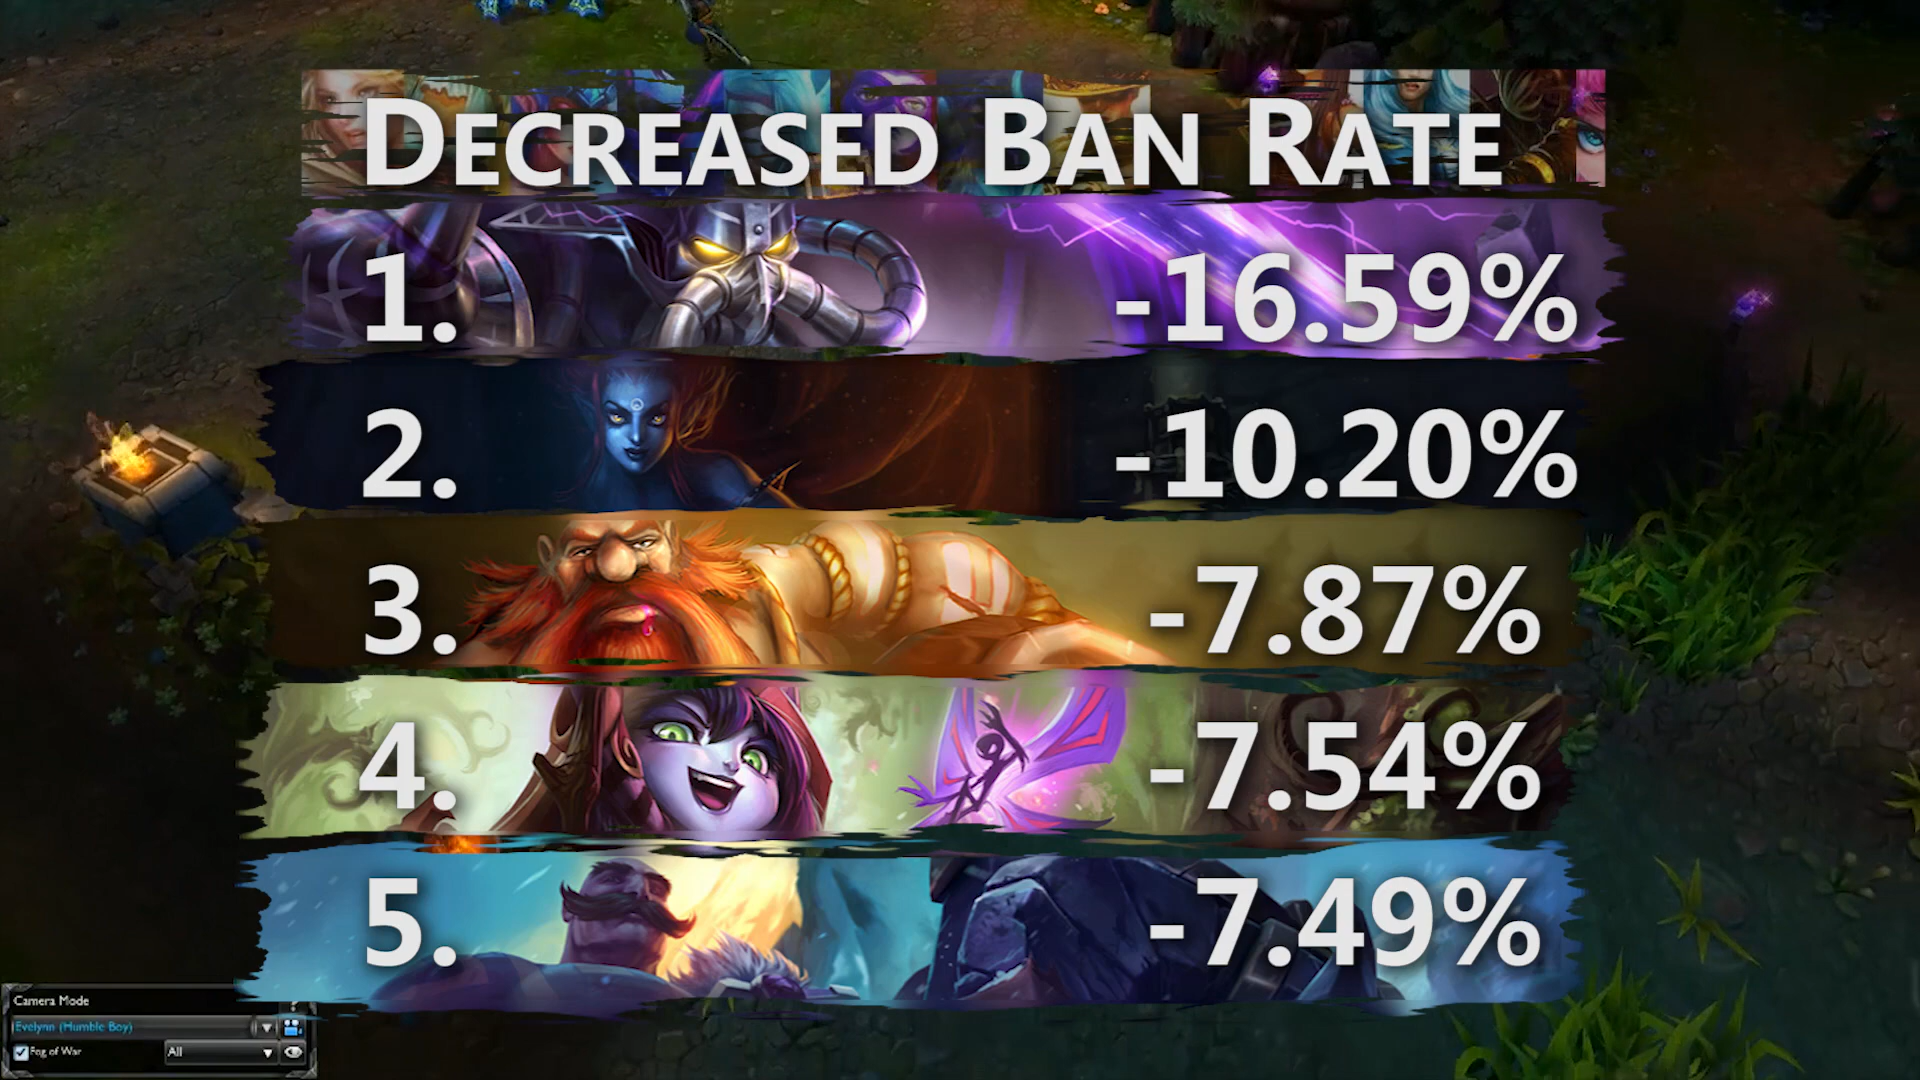 DECREASED BAN RATE
1. -16.59%
2. -10.20%
3. -7.87%
4. -7.54%
5. -7.49%
Camera Mode
?
Evelynn (Humble Boy)
Fog of War All